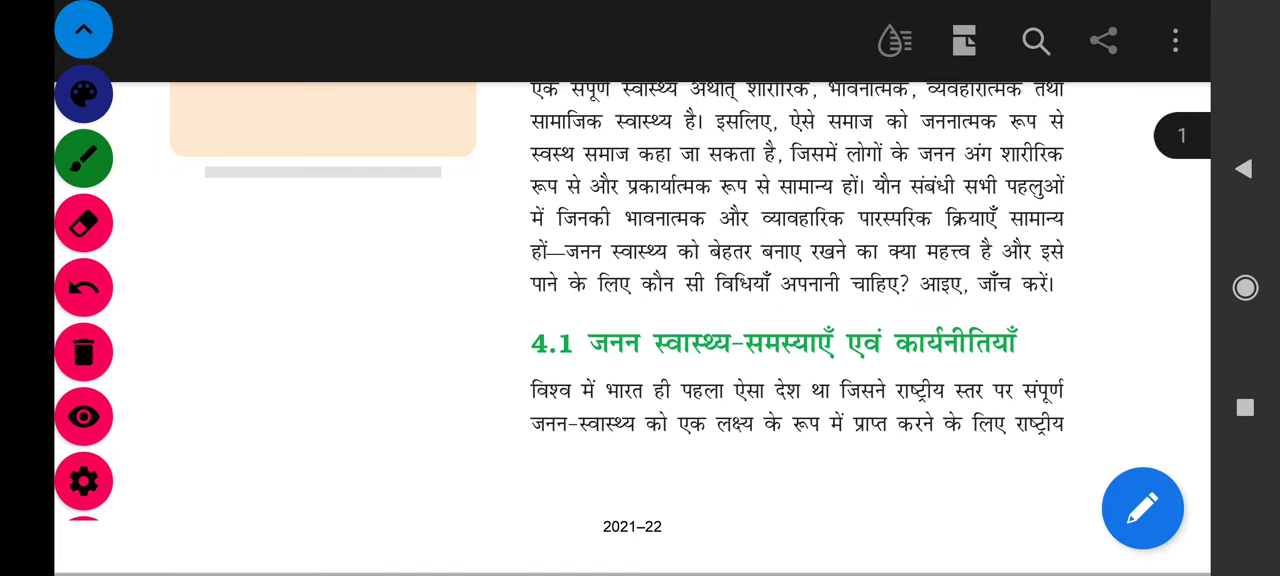 1
एक संपूर्ण स्वास्थ्य अर्थात् शारीरिक, भावनात्मक, व्यवहारात्मक तथा
सामाजिक स्वास्थ्य है। इसलिए, ऐसे समाज को जननात्मक रूप से
स्वस्थ समाज कहा जा सकता है, जिसमें लोगों के जनन अंग शारीरिक
रूप से और प्रकार्यात्मक रूप से सामान्य हों। यौन संबंधी सभी पहलुओं
में जिनकी भावनात्मक और व्यावहारिक पारस्परिक क्रियाएँ सामान्य
हों—जनन स्वास्थ्य को बेहतर बनाए रखने का क्या महत्त्व है और इसे
पाने के लिए कौन सी विधियाँ अपनानी चाहिए? आइए, जाँच करें।
4.1 जनन स्वास्थ्य-समस्याएँ एवं कार्यनीतियाँ
विश्व में भारत ही पहला ऐसा देश था जिसने राष्ट्रीय स्तर पर संपूर्ण
जनन-स्वास्थ्य को एक लक्ष्य के रूप में प्राप्त करने के लिए राष्ट्रीय
2021–22